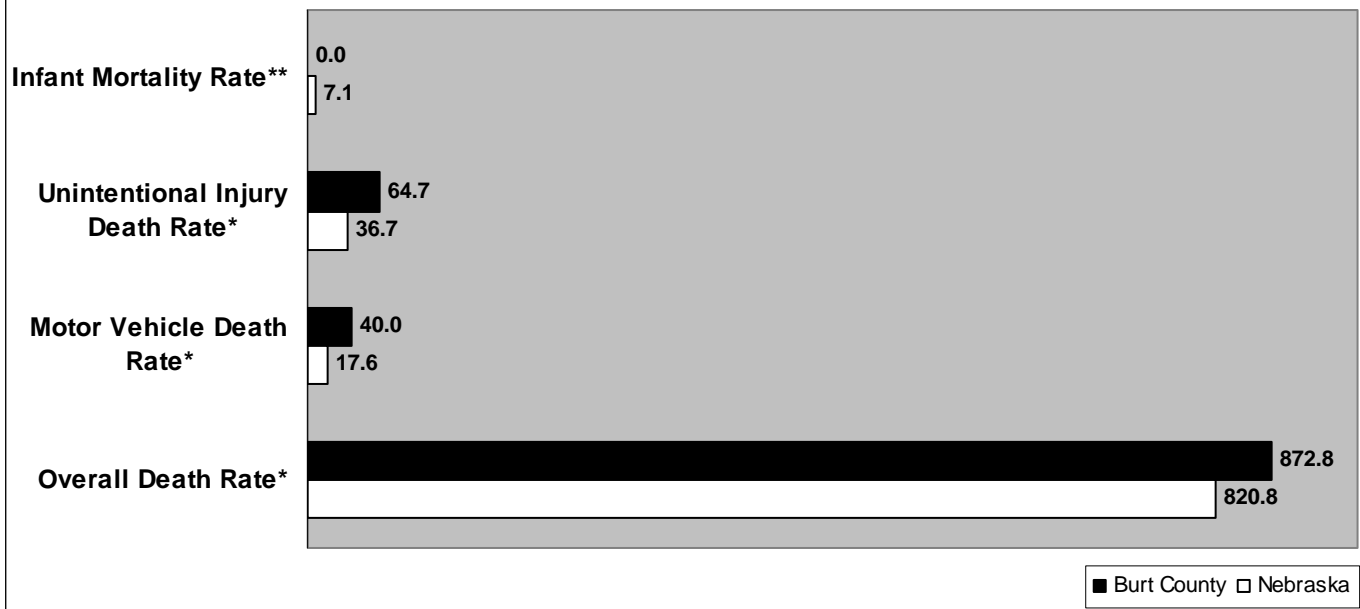 Infant Mortality Rate**
0.0
7.1
Unintentional Injury
Death Rate*
64.7
36.7
Motor Vehicle Death
Rate*
40.0
17.6
Overall Death Rate*
872.8
820.8
Burt County Nebraska